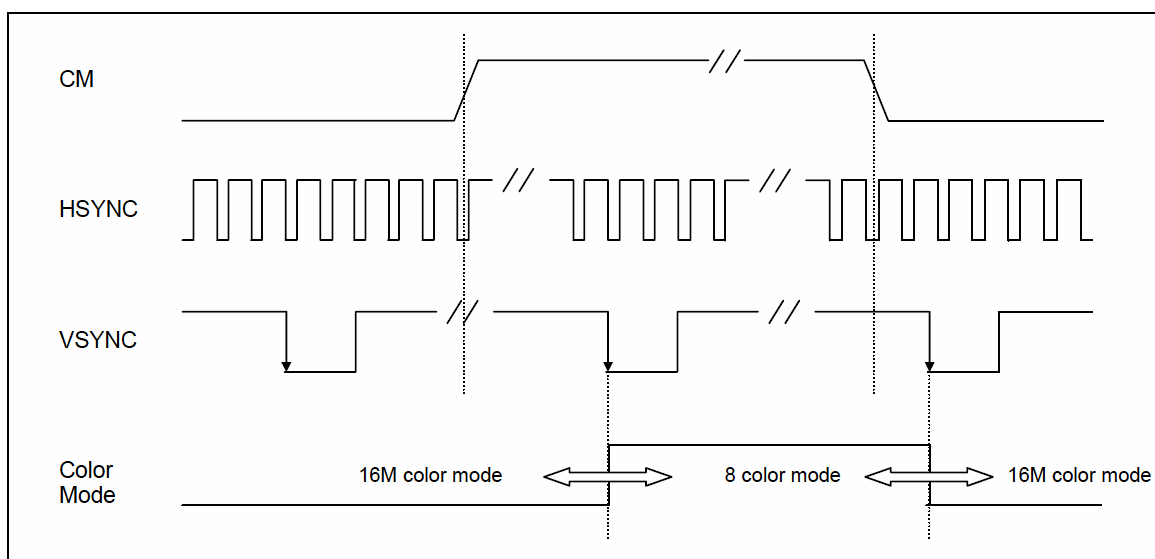 CM
HSYNC
VSYNC
Color
Mode
16M color mode
8 color mode
16M color mode